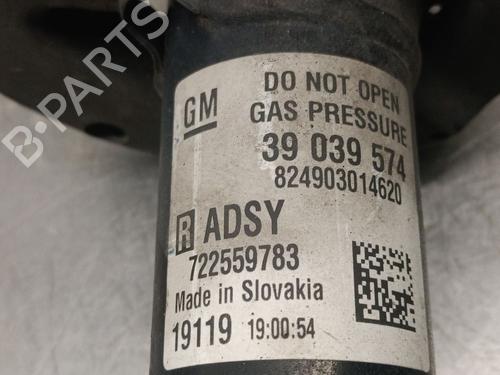 GM
DO NOT OPEN
GAS PRESSURE
39 039 574
824903014620
R ADSY
722559783
Made in Slovakia
19119 19:00:54
B-Parts